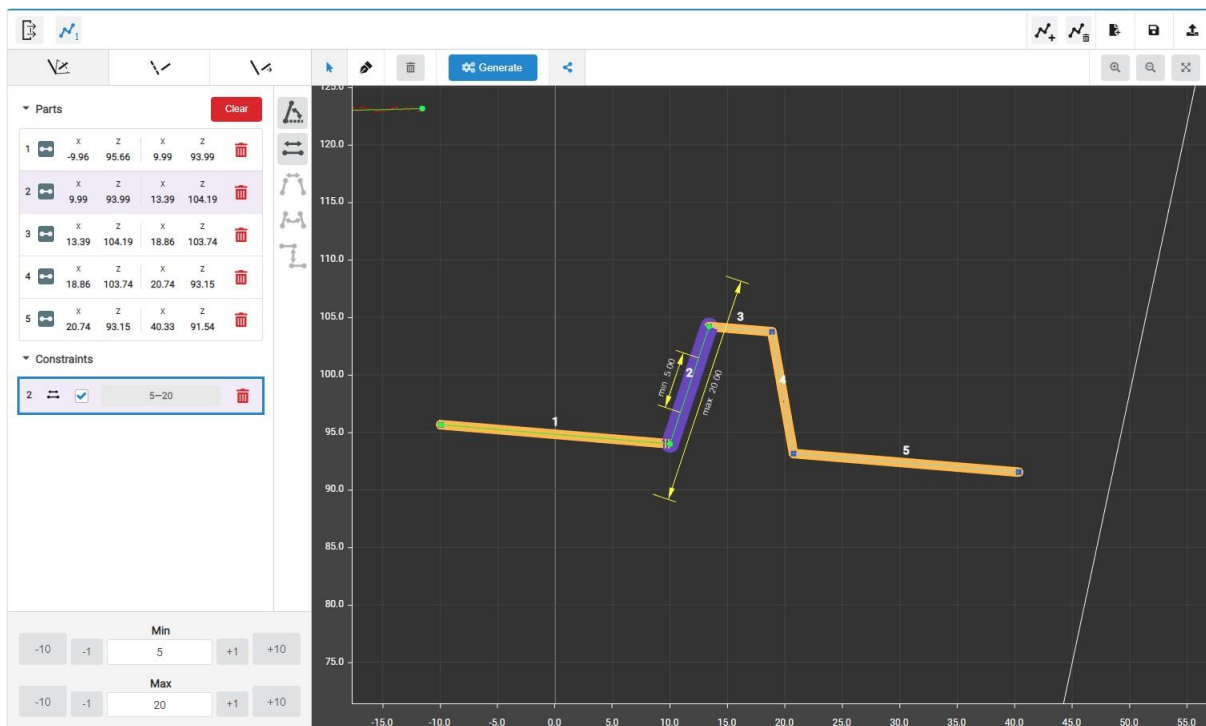 1
Generate
Parts
Clear
1 X Z X Z
-9.96 95.66 9.99 93.99
2 X Z X Z
9.99 93.99 13.39 104.19
3 X Z X Z
13.39 104.19 18.86 103.74
4 X Z X Z
18.86 103.74 20.74 93.15
5 X Z X Z
20.74 93.15 40.33 91.54
Constraints
2 5–20
Min
-10 -1 5 +1 +10
Max
-10 -1 20 +1 +10
125.0
120.0
115.0
110.0
105.0
100.0
95.0
90.0
85.0
80.0
75.0
1
2
3
4
5
min 5.00
max 20.00
-15.0 -10.0 -5.0 0.0 5.0 10.0 15.0 20.0 25.0 30.0 35.0 40.0 45.0 50.0 55.0